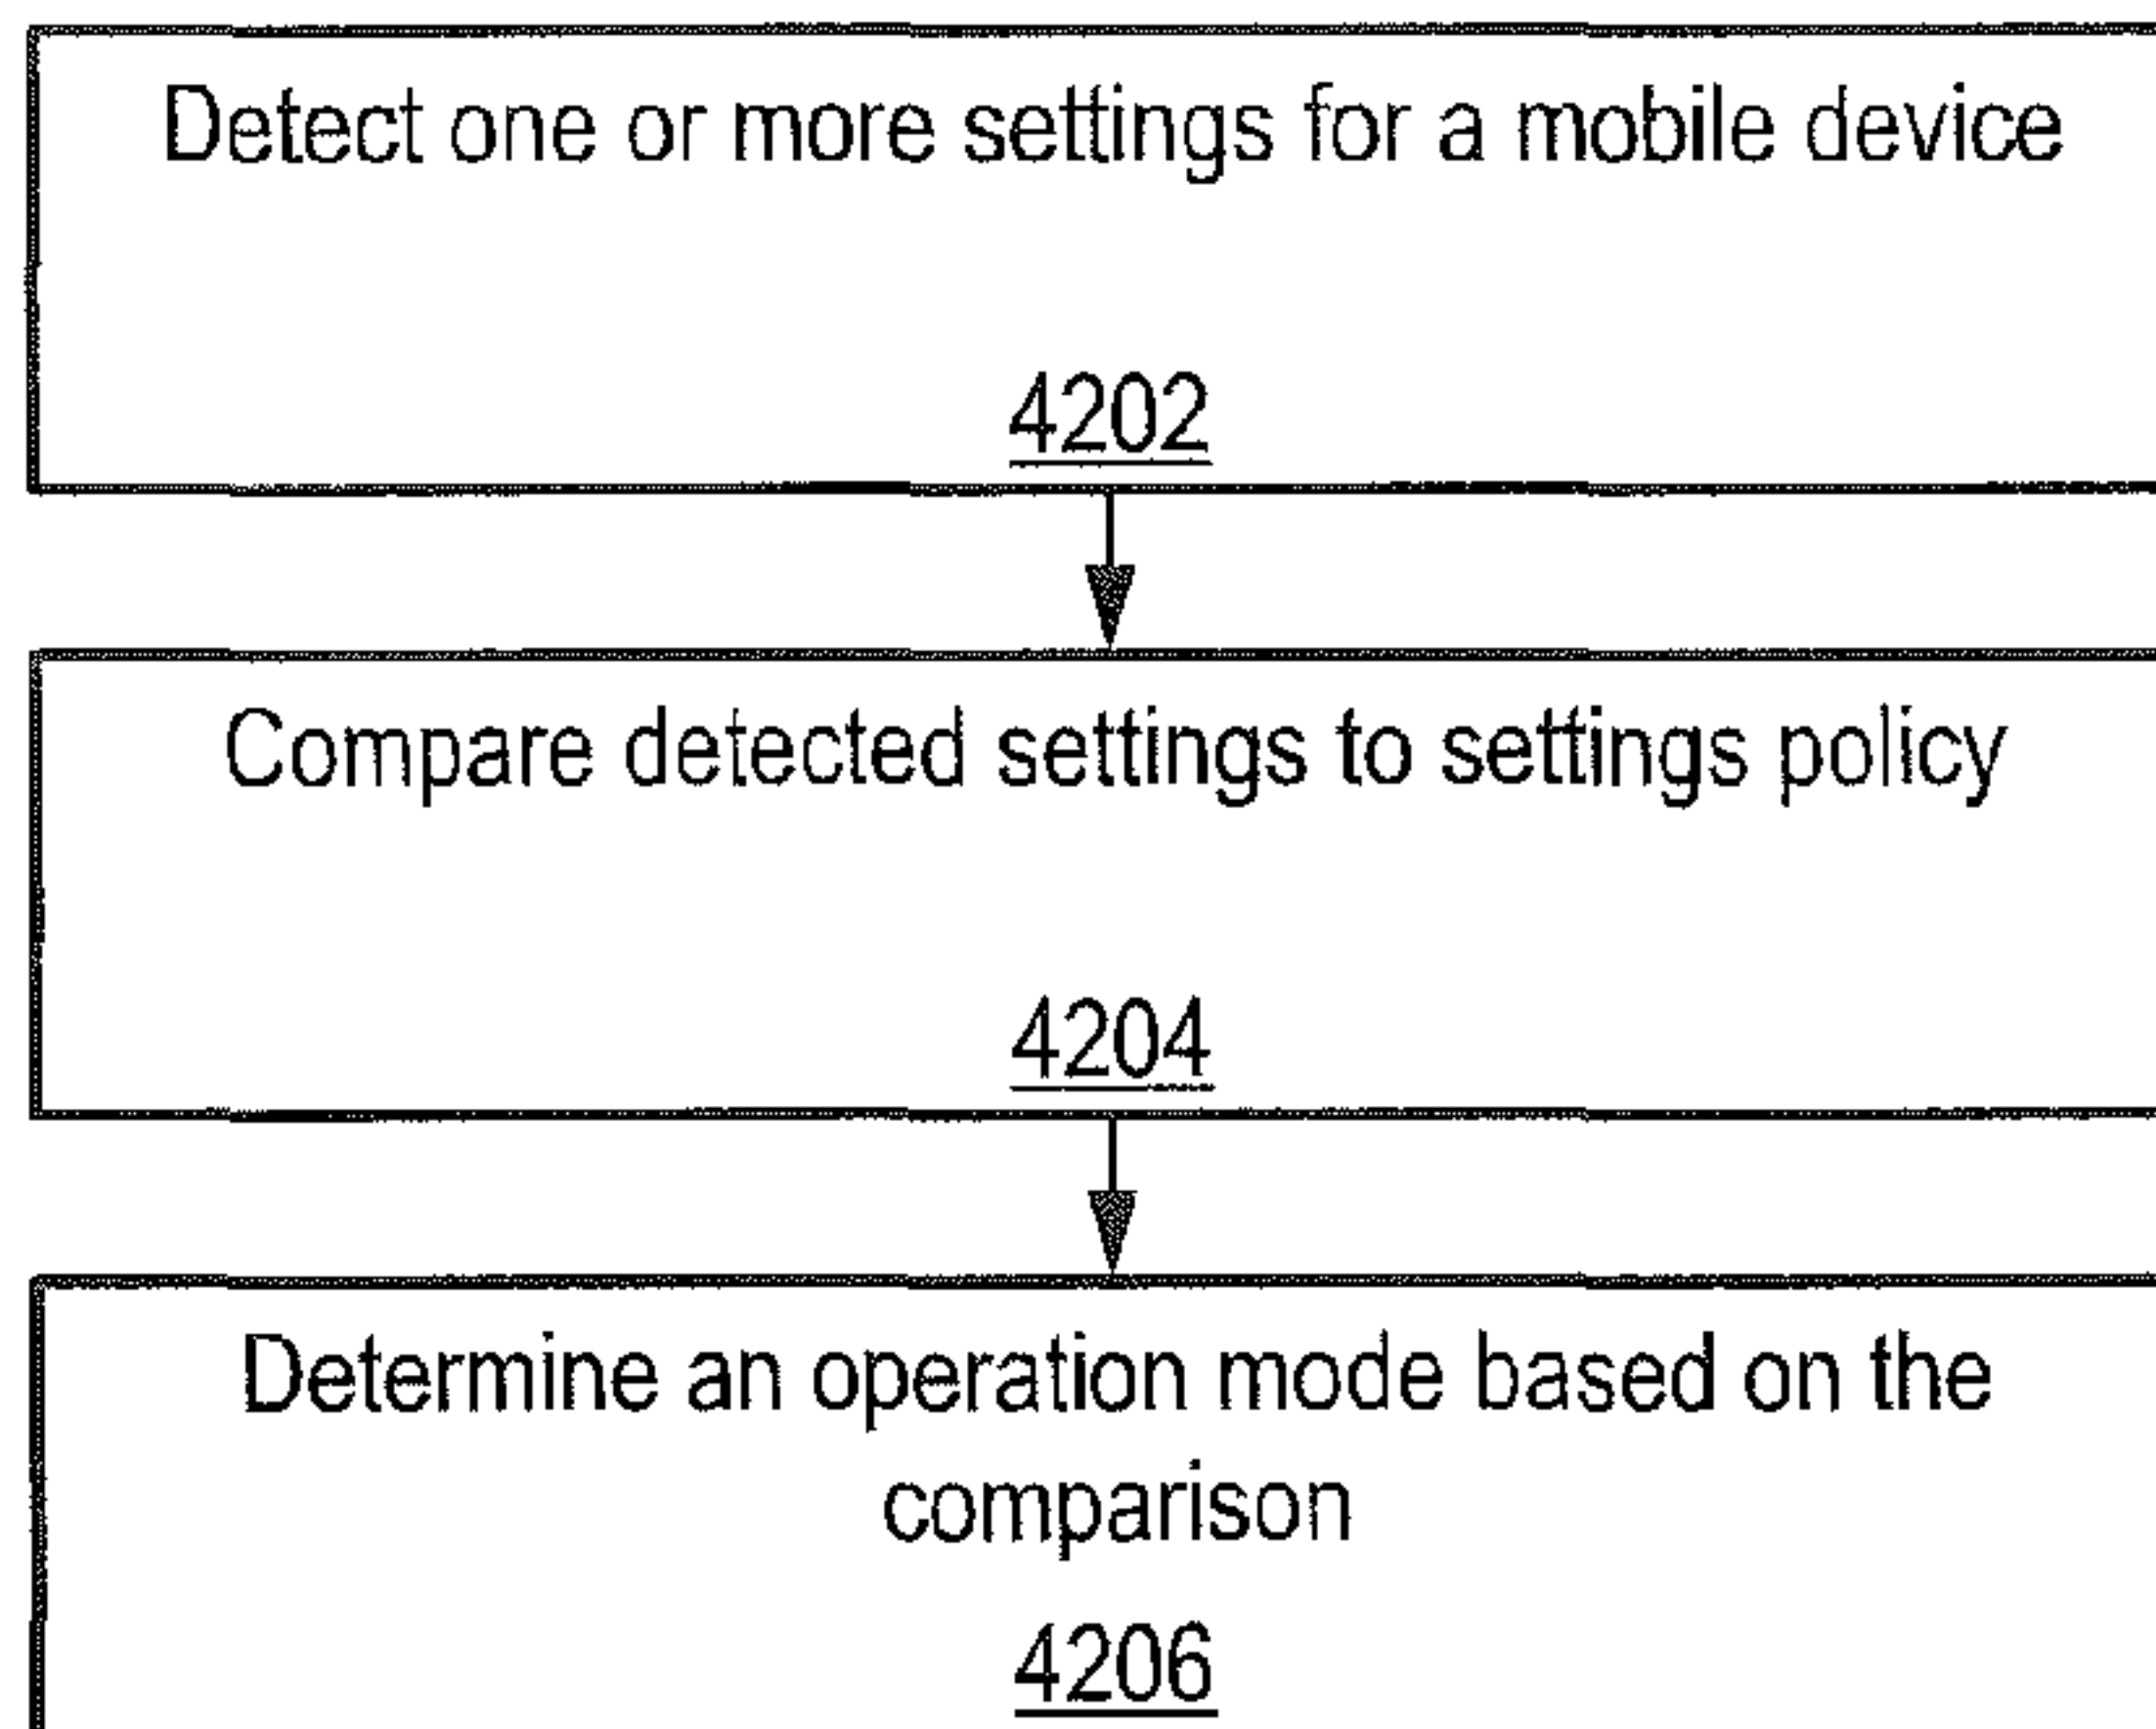 Detect one or more settings for a mobile device
4202
Compare detected settings to settings policy
4204
Determine an operation mode based on the
comparison
4206